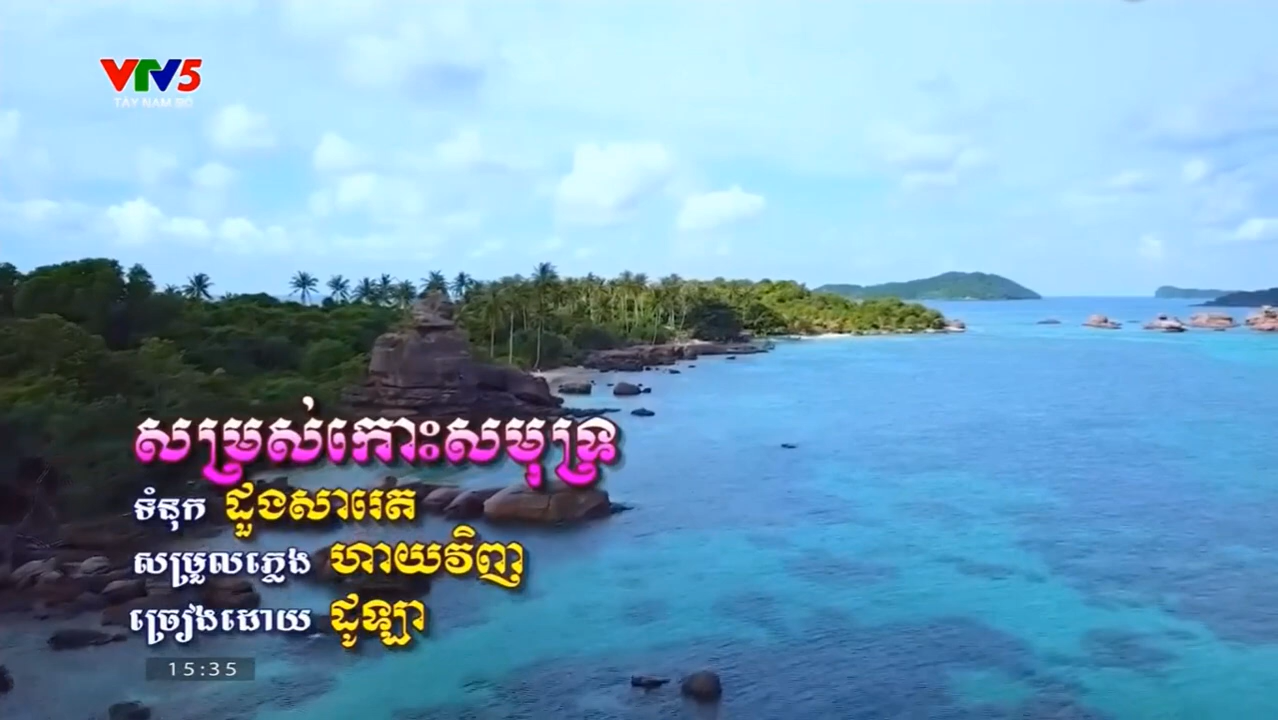 VTV5
TÂY NAM BỘ
សម្រស់កោះសមុទ្រ
ទំនុក ដួងសារេត
សម្រួលភ្លេង ហាយវិញ
ច្រៀងដោយ ដូឡា
15:35